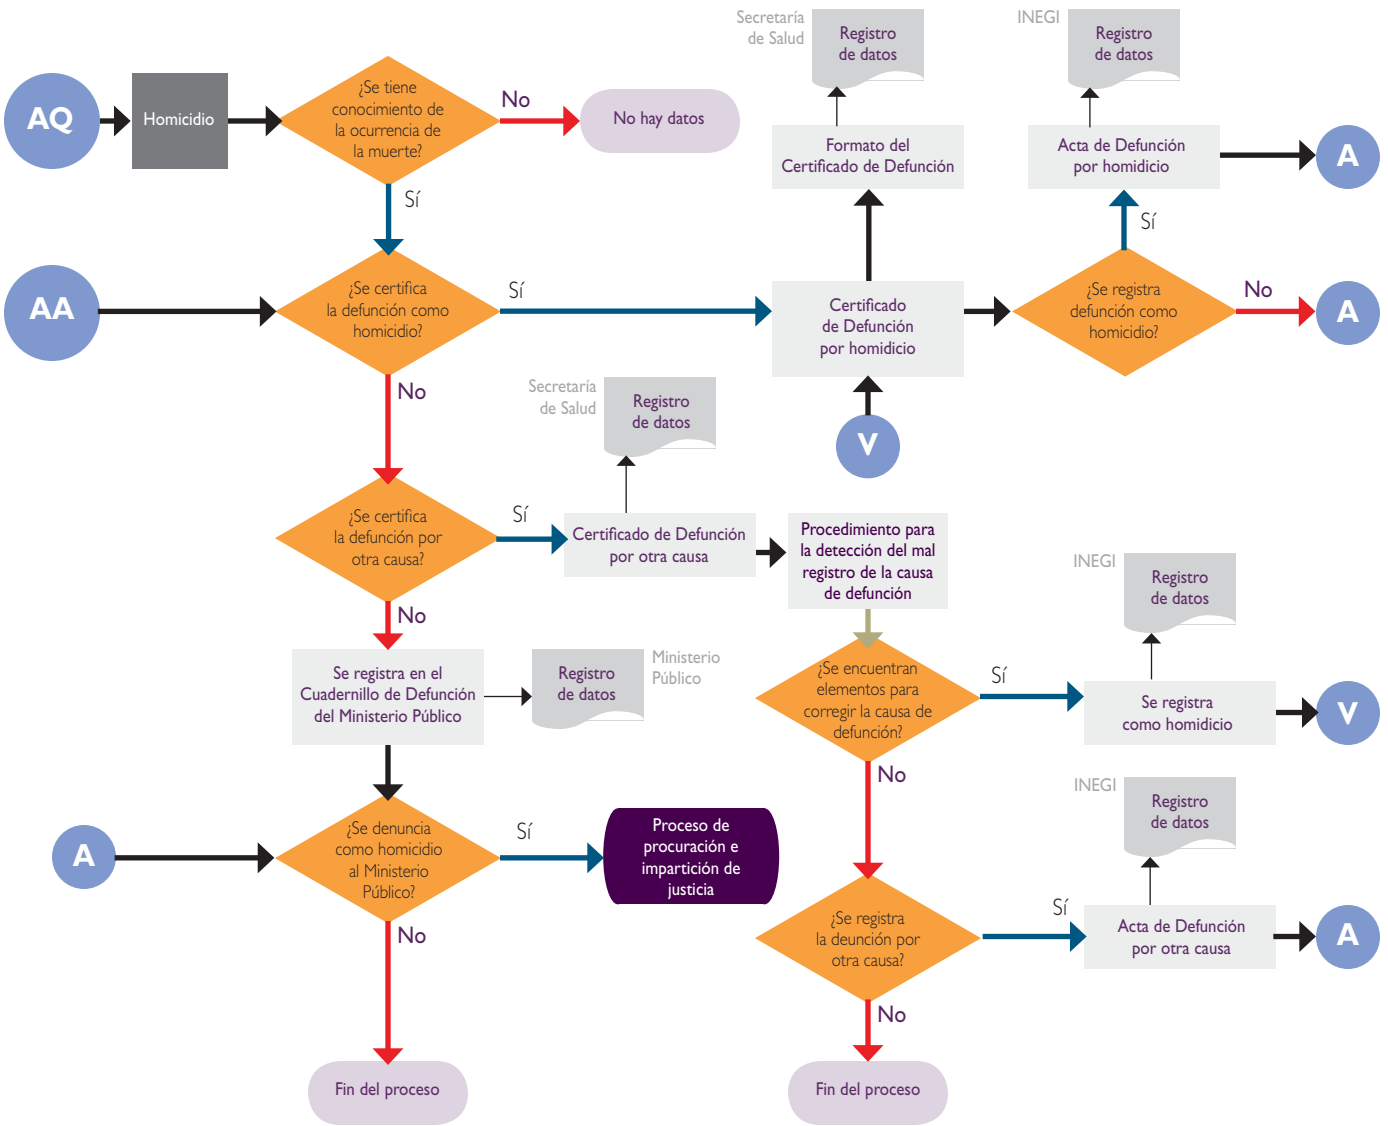 Secretaría
de Salud
Registro
de datos
INEGI
Registro
de datos
AQ
Homicidio
¿Se tiene
conocimiento de
la ocurrencia de
la muerte?
No
No hay datos
Formato del
Certificado de Defunción
Acta de Defunción
por homidicio
A
Sí
Sí
AA
¿Se certifica
la defunción como
homicidio?
Sí
Certificado
de Defunción
por homidicio
¿Se registra
defunción como
homicidio?
No
A
No
Secretaría
de Salud
Registro
de datos
V
¿Se certifica
la defunción por
otra causa?
Sí
Certificado de Defunción
por otra causa
Procedimiento para
la detección del mal
registro de la causa
de defunción
INEGI
Registro
de datos
No
Se registra en el
Cuadernillo de Defunción
del Ministerio Público
Registro
de datos
Ministerio
Público
¿Se encuentran
elementos para
corregir la causa de
defunción?
Sí
Se registra
como homidicio
V
No
INEGI
Registro
de datos
A
¿Se denuncia
como homicidio
al Ministerio
Público?
Sí
Proceso de
procuración e
impartición de
justicia
¿Se registra
la deunción por
otra causa?
Sí
Acta de Defunción
por otra causa
A
No
No
Fin del proceso
Fin del proceso